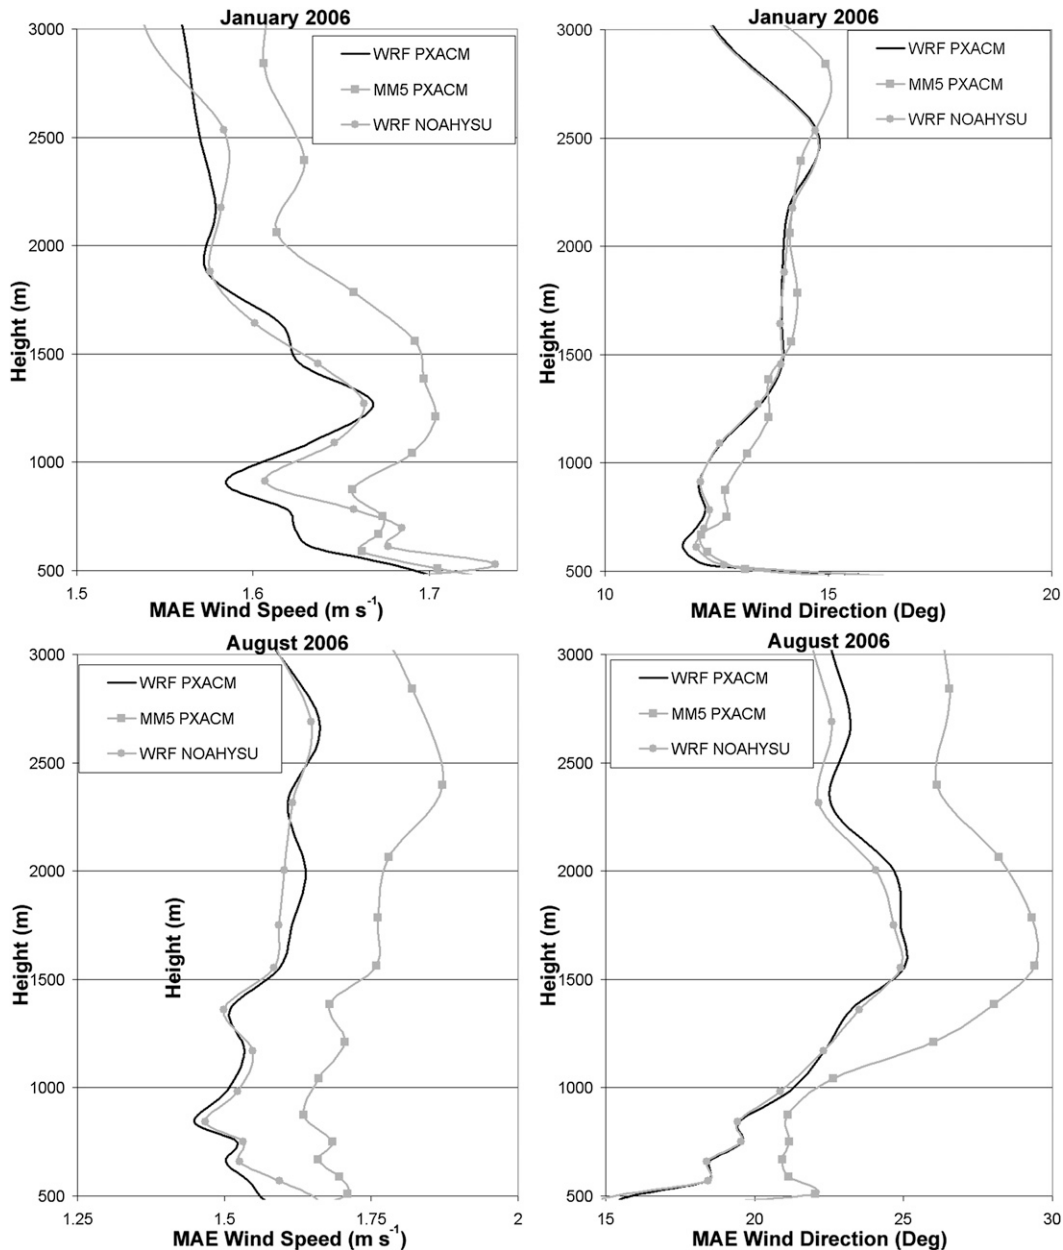 January 2006
3000
2500
2000
1500
1000
500
Height (m)
WRF PXACM
MM5 PXACM
WRF NOAHYSU
1.5
1.6
1.7
MAE Wind Speed (m s-1)
January 2006
3000
2500
2000
1500
1000
500
Height (m)
WRF PXACM
MM5 PXACM
WRF NOAHYSU
10
15
20
MAE Wind Direction (Deg)
August 2006
3000
2500
2000
1500
1000
500
Height (m)
Height (m)
WRF PXACM
MM5 PXACM
WRF NOAHYSU
1.25
1.5
1.75
2
MAE Wind Speed (m s-1)
August 2006
3000
2500
2000
1500
1000
500
Height (m)
WRF PXACM
MM5 PXACM
WRF NOAHYSU
15
20
25
30
MAE Wind Direction (Deg)